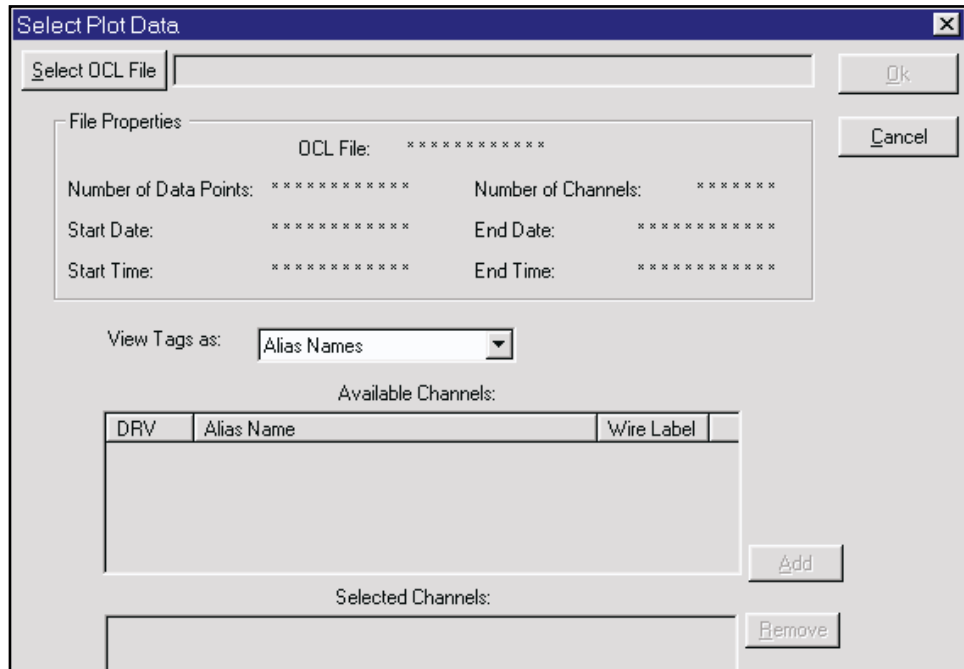 Select Plot Data
Select OCL File
Ok
File Properties
Cancel
OCL File: ************
Number of Data Points: ************ Number of Channels: *******
Start Date: ************ End Date: ************
Start Time: ************ End Time: ************
View Tags as: Alias Names
Available Channels:
DRV Alias Name Wire Label
Add
Selected Channels:
Remove